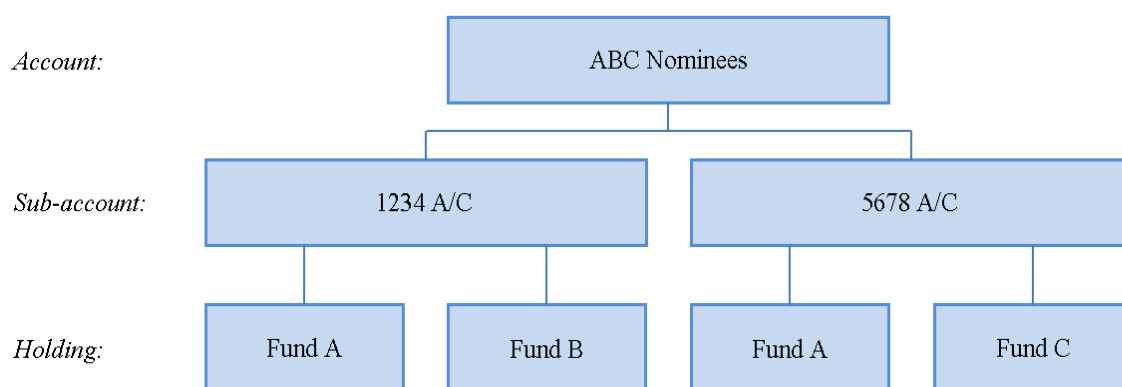 Account:
ABC Nominees
Sub-account:
1234 A/C
5678 A/C
Holding:
Fund A
Fund B
Fund A
Fund C